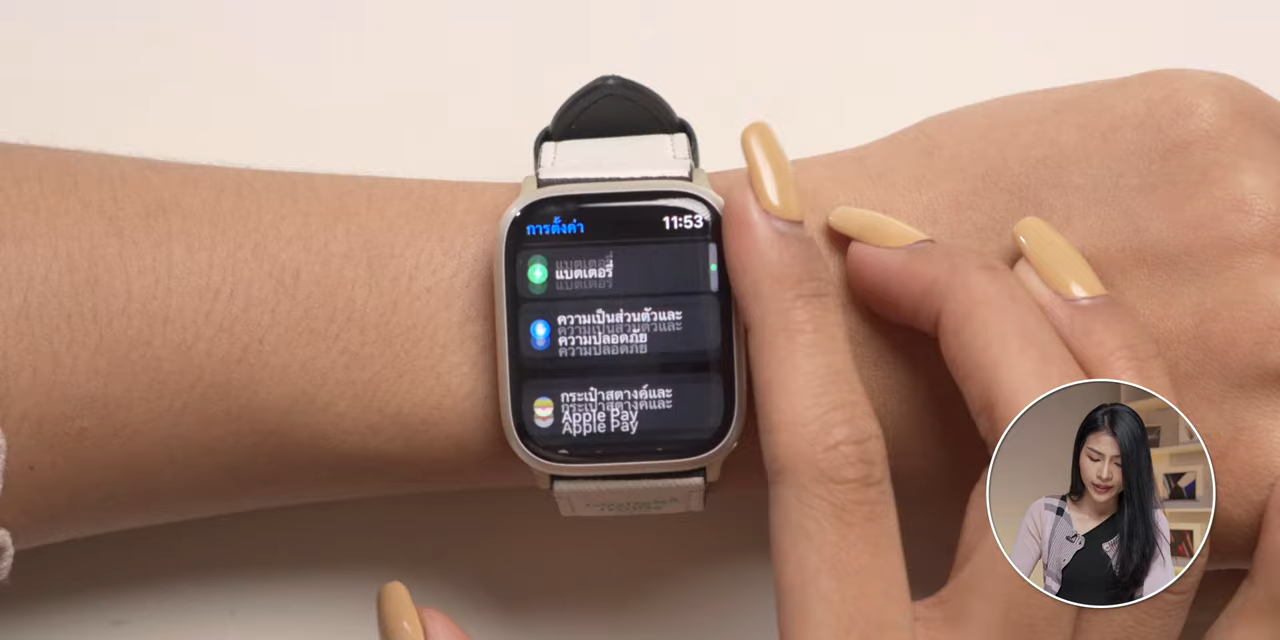 การตั้งค่า
11:53
แบตเตอรี่
ความเป็นส่วนตัวและ
ความปลอดภัย
กระเป๋าสตางค์และ
Apple Pay